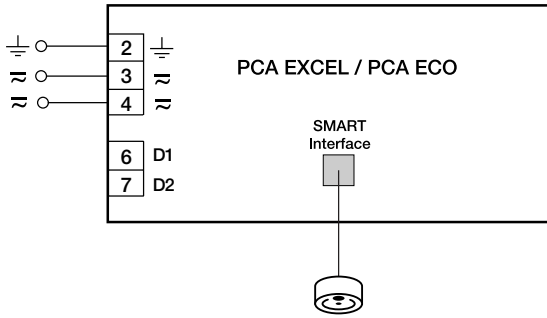 2
3
4
PCA EXCEL / PCA ECO
SMART
Interface
6 D1
7 D2